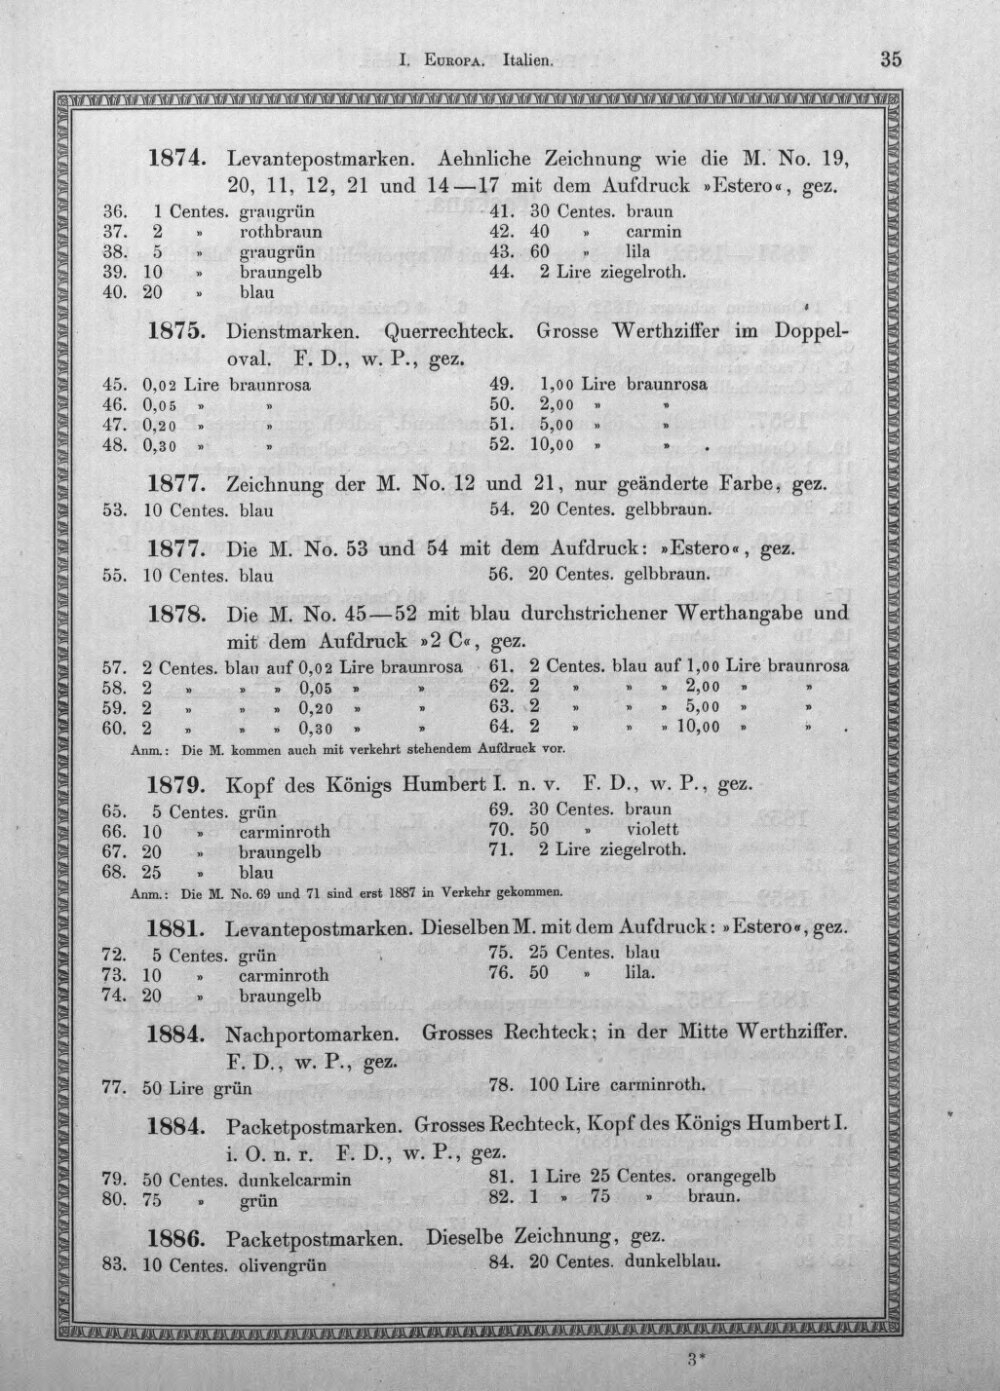 I. Europa. Italien.
35
1874. Levantepostmarken. Aehnliche Zeichnung wie die M. No. 19,
20, 11, 12, 21 und 14—17 mit dem Aufdruck »Estero«, gez.
36. 1 Centes. graugrün
37. 2 » rothbraun
38. 5 » graugrün
39. 10 » braungelb
40. 20 » blau
41. 30 Centes. braun
42. 40 » carmin
43. 60 » lila
44. 2 Lire ziegelroth.
1875. Dienstmarken. Querrechteck. Grosse Werthziffer im Doppel-
oval. F. D., w. P., gez.
45. 0,02 Lire braunrosa
46. 0,05 » »
47. 0,20 » »
48. 0,30 » »
49. 1,00 Lire braunrosa
50. 2,00 » »
51. 5,00 » »
52. 10,00 » » .
1877. Zeichnung der M. No. 12 und 21, nur geänderte Farbe, gez.
53. 10 Centes. blau
54. 20 Centes. gelbbraun.
1877. Die M. No. 53 und 54 mit dem Aufdruck: »Estero«, gez.
55. 10 Centes. blau
56. 20 Centes. gelbbraun.
1878. Die M. No. 45—52 mit blau durchstrichener Werthangabe und
mit dem Aufdruck »2 C«, gez.
57. 2 Centes. blau auf 0,02 Lire braunrosa
58. 2 » » » 0,05 » »
59. 2 » » » 0,20 » »
60. 2 » » » 0,30 » »
61. 2 Centes. blau auf 1,00 Lire braunrosa
62. 2 » » » 2,00 » »
63. 2 » » » 5,00 » »
64. 2 » » » 10,00 » » .
Anm.: Die M. kommen auch mit verkehrt stehendem Aufdruck vor.
1879. Kopf des Königs Humbert I. n. v. F. D., w. P., gez.
65. 5 Centes. grün
66. 10 » carminroth
67. 20 » braungelb
68. 25 » blau
69. 30 Centes. braun
70. 50 » violett
71. 2 Lire ziegelroth.
Anm.: Die M. No. 69 und 71 sind erst 1887 in Verkehr gekommen.
1881. Levantepostmarken. Dieselben M. mit dem Aufdruck: »Estero«, gez.
72. 5 Centes. grün
73. 10 » carminroth
74. 20 » braungelb
75. 25 Centes. blau
76. 50 » lila.
1884. Nachportomarken. Grosses Rechteck; in der Mitte Werthziffer.
F. D., w. P., gez.
77. 50 Lire grün
78. 100 Lire carminroth.
1884. Packetpostmarken. Grosses Rechteck, Kopf des Königs Humbert I.
i. O. n. r. F. D., w. P., gez.
79. 50 Centes. dunkelcarmin
80. 75 » grün
81. 1 Lire 25 Centes. orangegelb
82. 1 » 75 » braun.
1886. Packetpostmarken. Dieselbe Zeichnung, gez.
83. 10 Centes. olivengrün
84. 20 Centes. dunkelblau.
3*